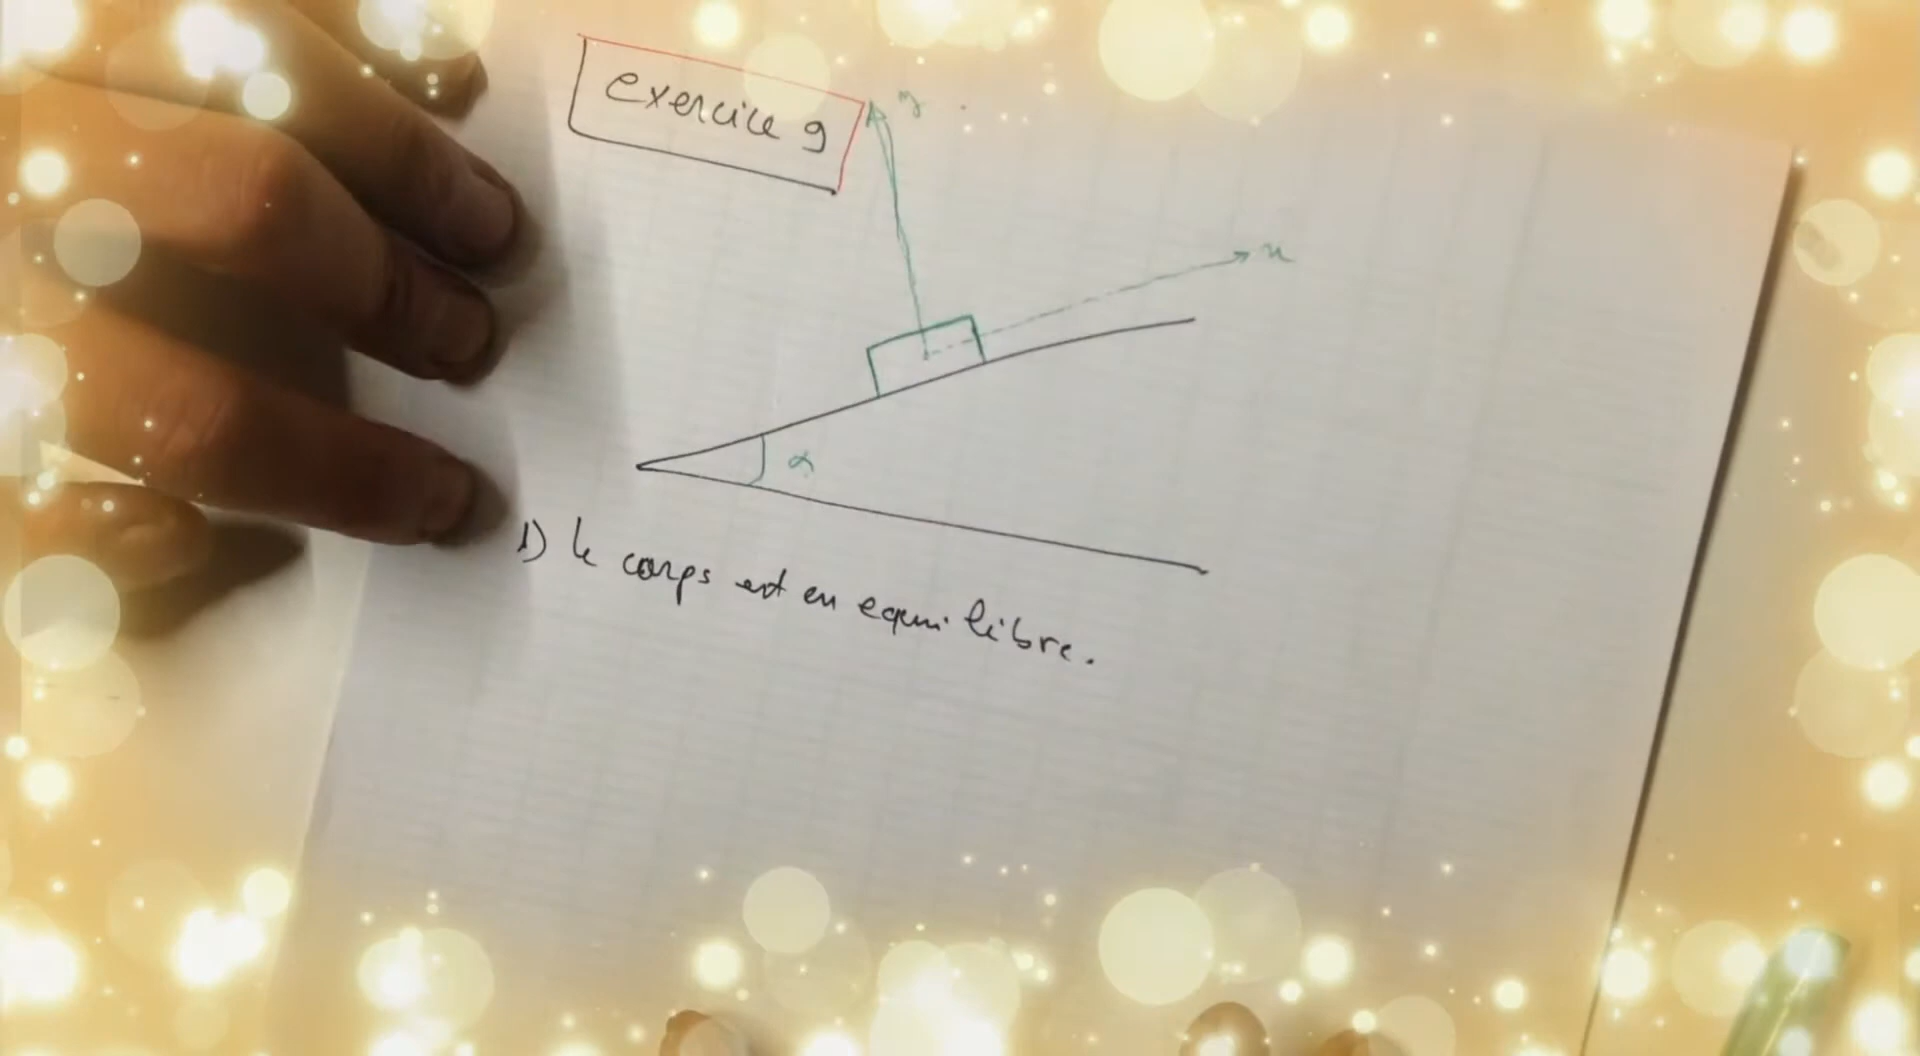 exercice 9
y
x
α
1) le corps est en equilibre.